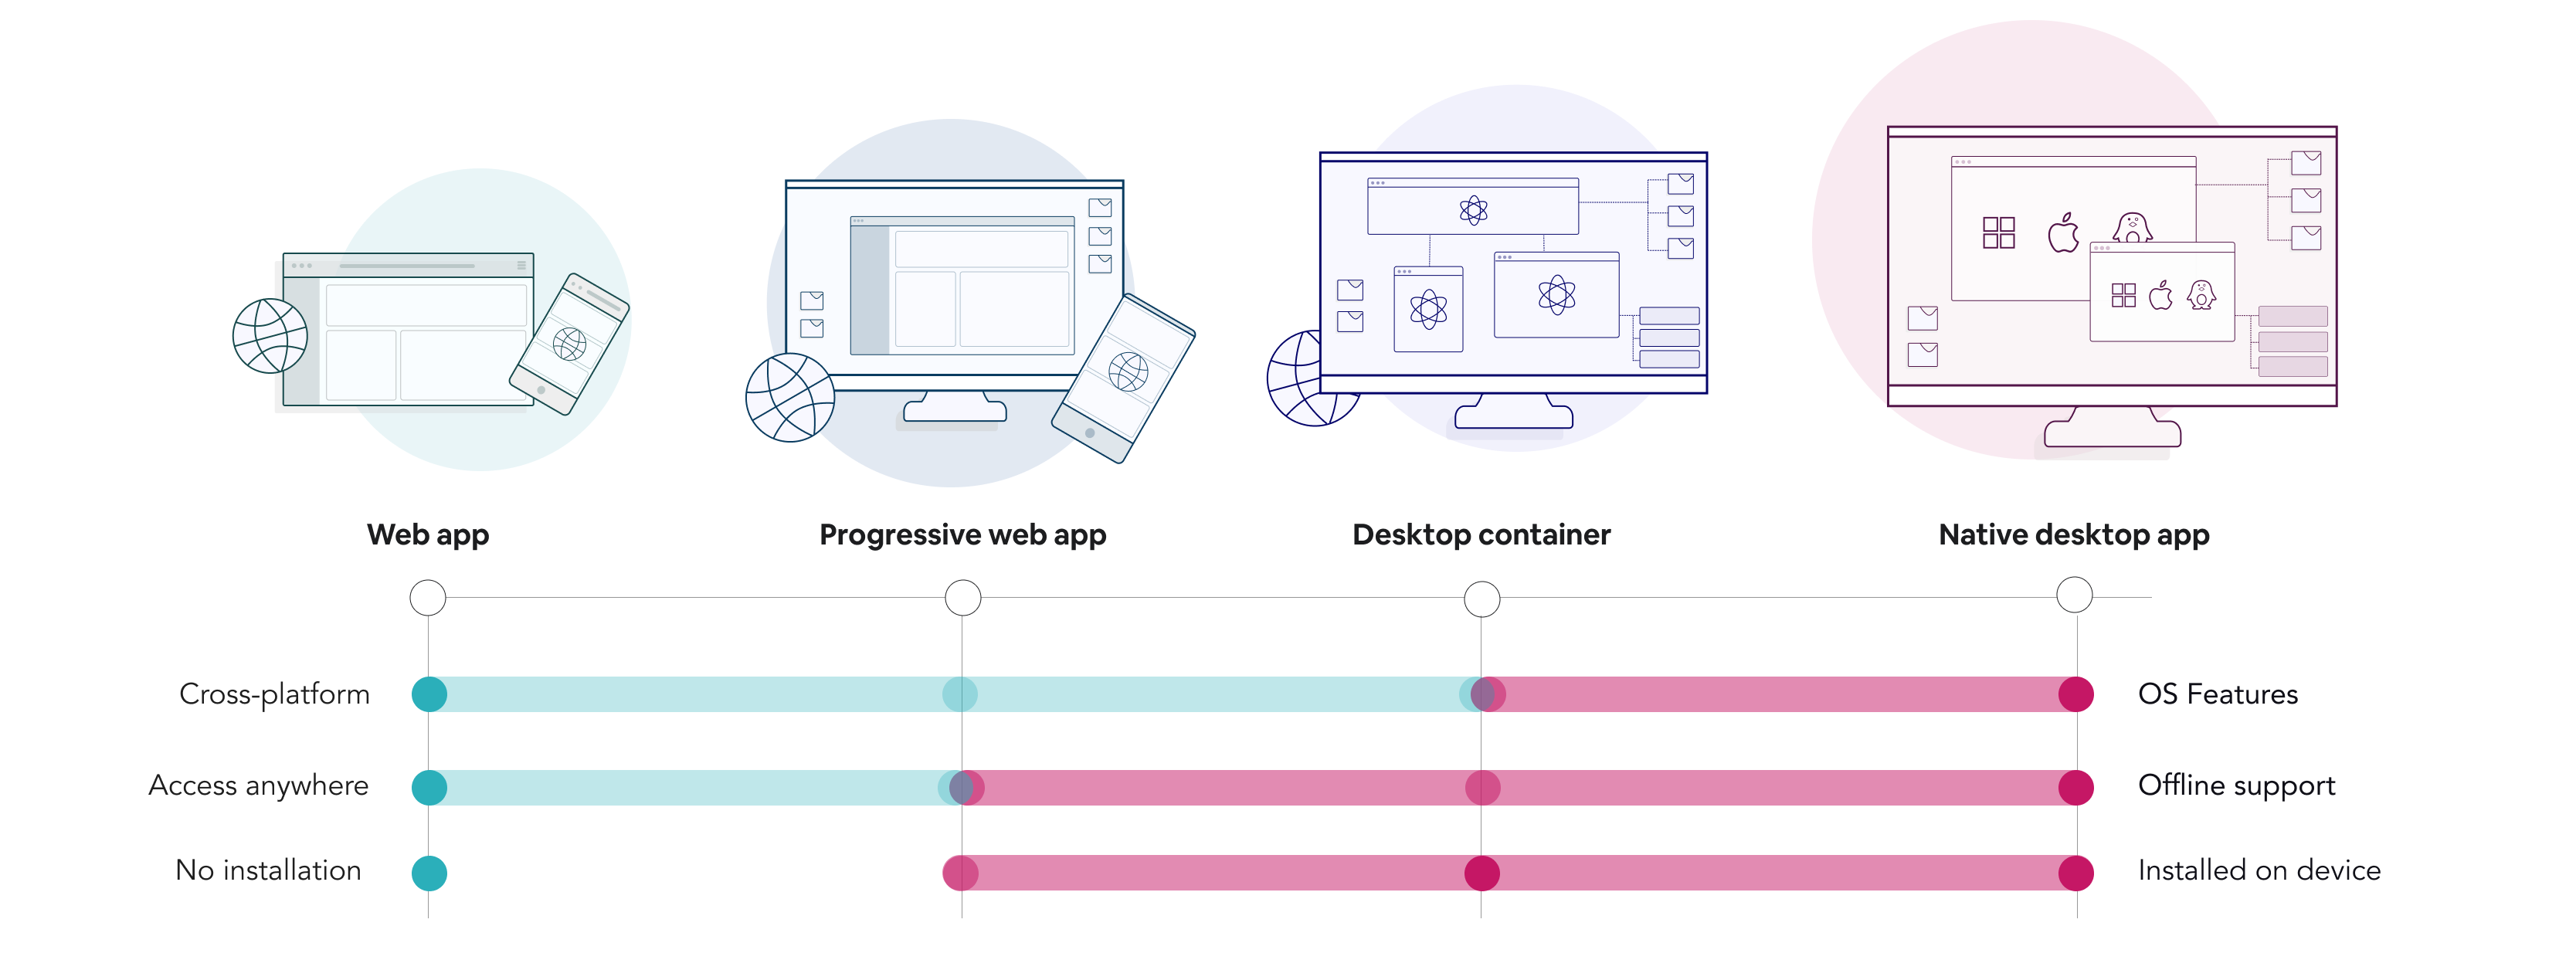 Web app
Progressive web app
Desktop container
Native desktop app
Cross-platform
OS Features
Access anywhere
Offline support
No installation
Installed on device